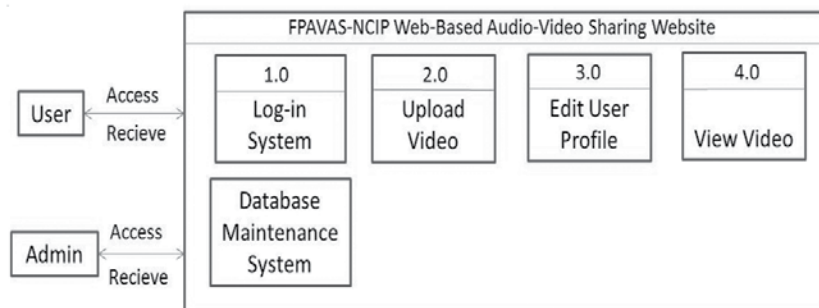 FPAVAS-NCIP Web-Based Audio-Video Sharing Website
1.0
Log-in
System
2.0
Upload
Video
3.0
Edit User
Profile
4.0
View Video
User
Access
Recieve
Database
Maintenance
System
Admin
Access
Recieve